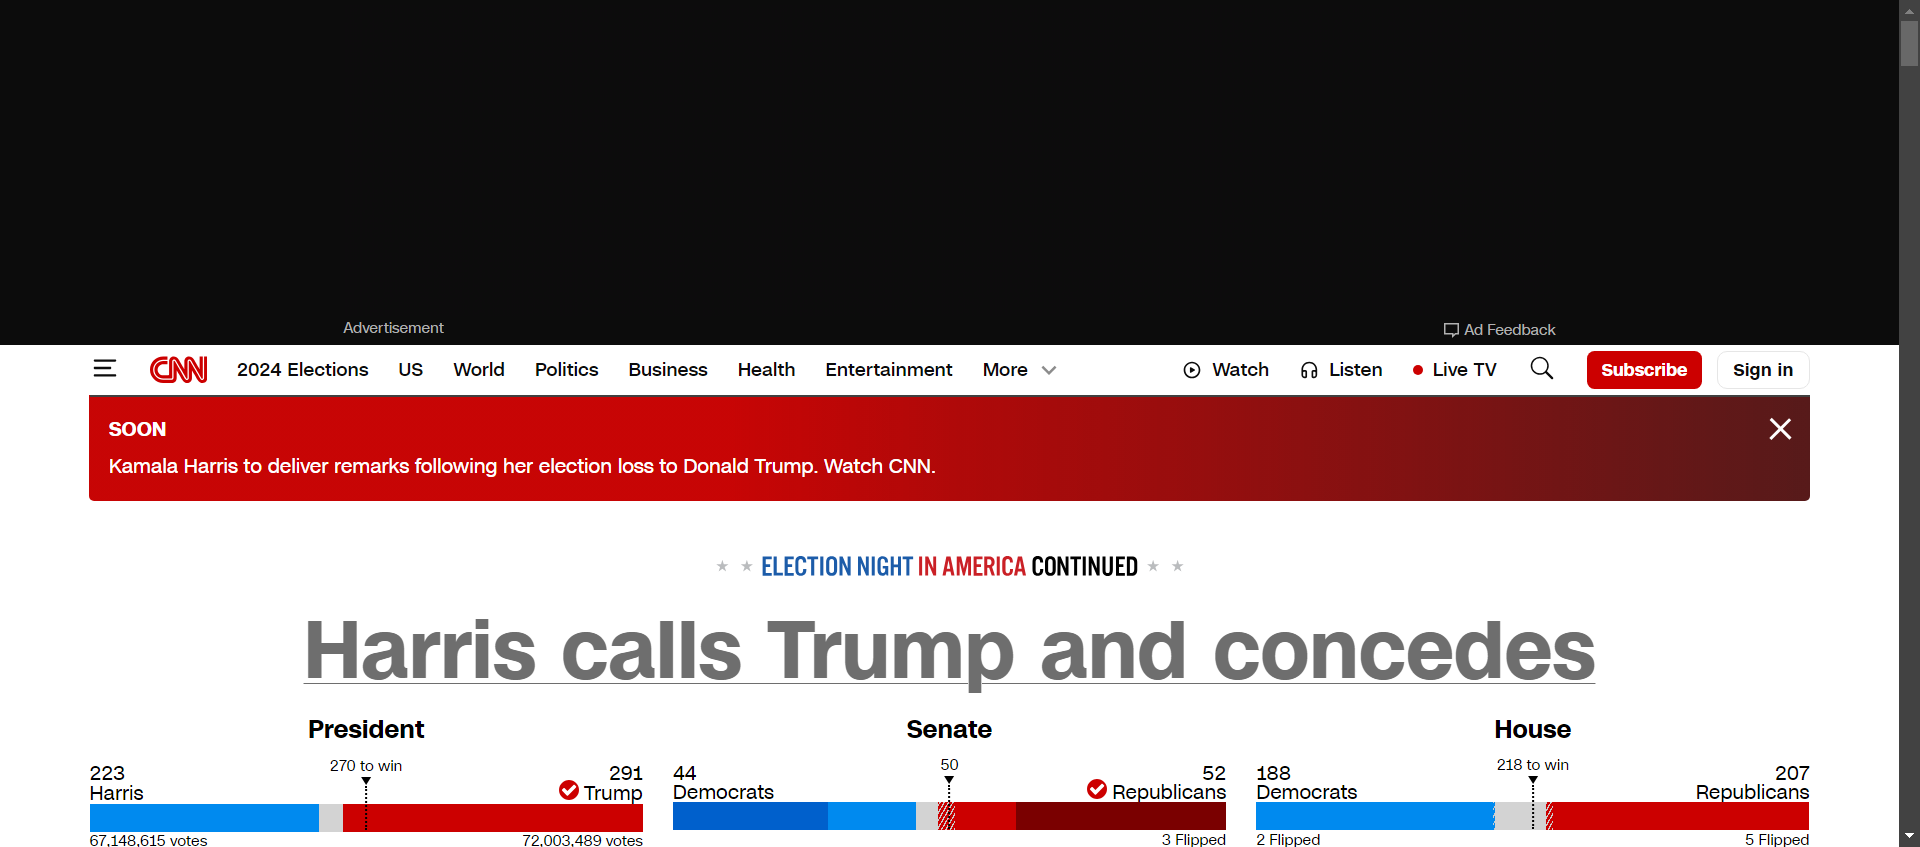 Advertisement
Ad Feedback
CNN 2024 Elections US World Politics Business Health Entertainment More Watch Listen Live TV Subscribe Sign in
SOON
Kamala Harris to deliver remarks following her election loss to Donald Trump. Watch CNN.
ELECTION NIGHT IN AMERICA CONTINUED
Harris calls Trump and concedes
President
270 to win
223 291
Harris Trump
67,148,615 votes 72,003,489 votes
Senate
50
44 52
Democrats Republicans
3 Flipped
House
218 to win
188 207
Democrats Republicans
2 Flipped 5 Flipped